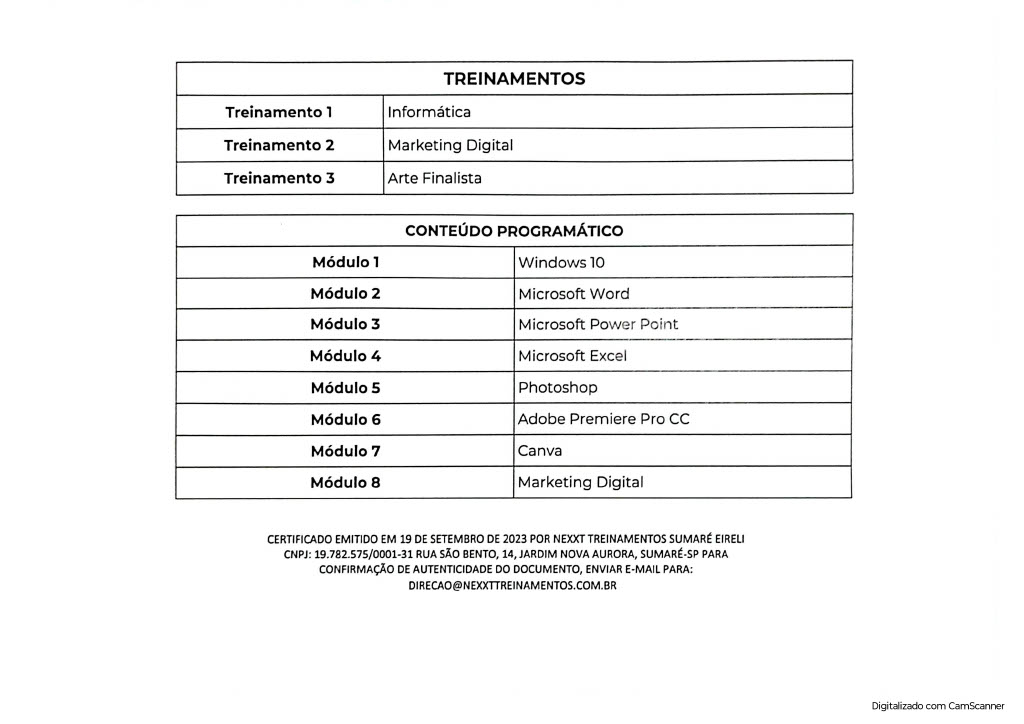 TREINAMENTOS
Treinamento 1 Informática
Treinamento 2 Marketing Digital
Treinamento 3 Arte Finalista
CONTEÚDO PROGRAMÁTICO
Módulo 1 Windows 10
Módulo 2 Microsoft Word
Módulo 3 Microsoft Power Point
Módulo 4 Microsoft Excel
Módulo 5 Photoshop
Módulo 6 Adobe Premiere Pro CC
Módulo 7 Canva
Módulo 8 Marketing Digital
CERTIFICADO EMITIDO EM 19 DE SETEMBRO DE 2023 POR NEXXT TREINAMENTOS SUMARÉ EIRELI
CNPJ: 19.782.575/0001-31 RUA SÃO BENTO, 14, JARDIM NOVA AURORA, SUMARÉ-SP PARA
CONFIRMAÇÃO DE AUTENTICIDADE DO DOCUMENTO, ENVIAR E-MAIL PARA:
DIRECAO@NEXXTTREINAMENTOS.COM.BR
Digitalizado com CamScanner